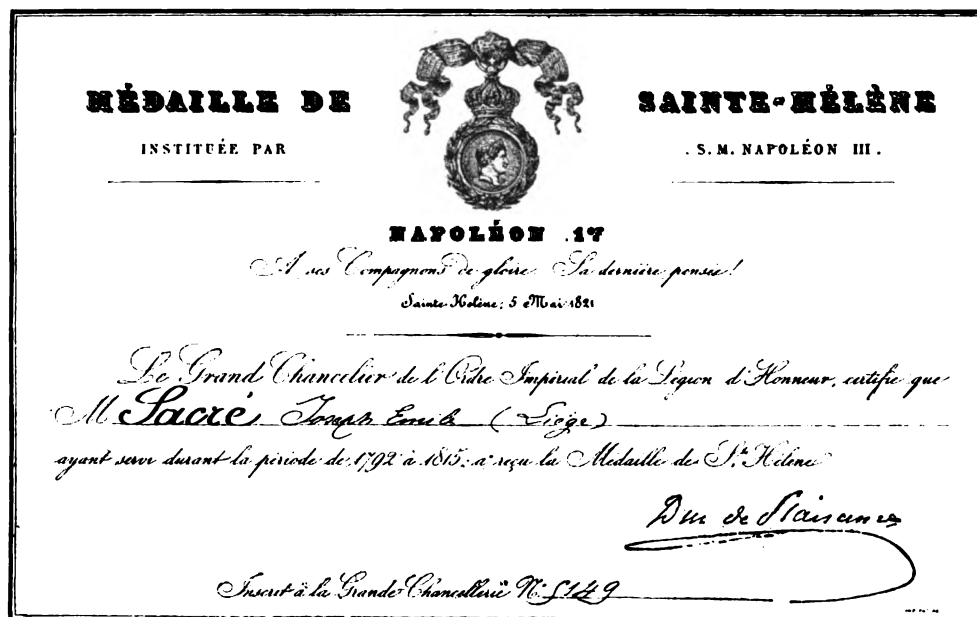 MÉDAILLE DE SAINTE-HÉLÈNE
INSTITUÉE PAR . S. M. NAPOLÉON III .
NAPOLÉON 1er
A ses Compagnons de gloire Sa dernière pensée!
Sainte Hélène; 5 Mai 1821
Le Grand Chancelier de l'Ordre Impérial de la Légion d'Honneur, certifie que
M Sacré Joseph Emile (Liége)
ayant servi durant la période de 1792 à 1815, a reçu la Médaille de Ste Hélène
Duc de Plaisance
Inscrit à la Grande Chancellerie No 5149